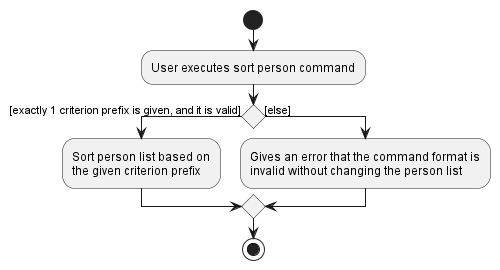 User executes sort person command
[exactly 1 criterion prefix is given, and it is valid]
[else]
Sort person list based on
the given criterion prefix
Gives an error that the command format is
invalid without changing the person list